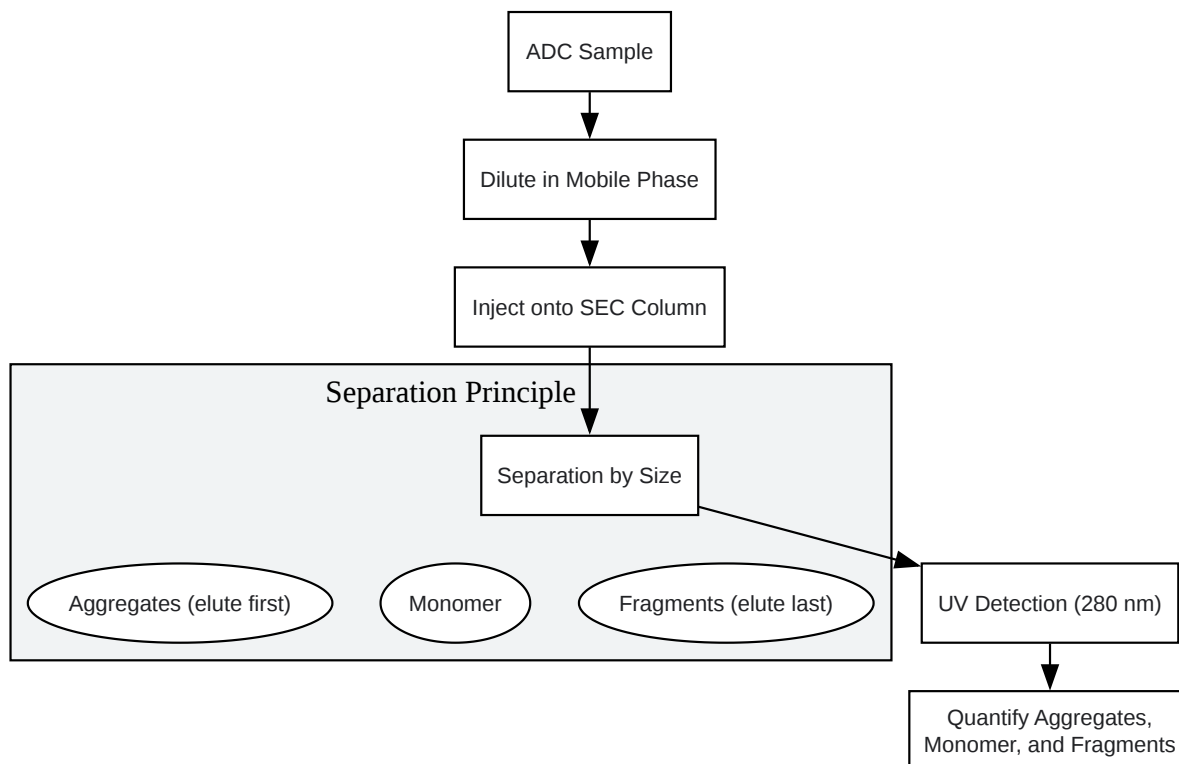 ADC Sample
Dilute in Mobile Phase
Inject onto SEC Column
Separation Principle
Separation by Size
Aggregates (elute first)
Monomer
Fragments (elute last)
UV Detection (280 nm)
Quantify Aggregates,
Monomer, and Fragments